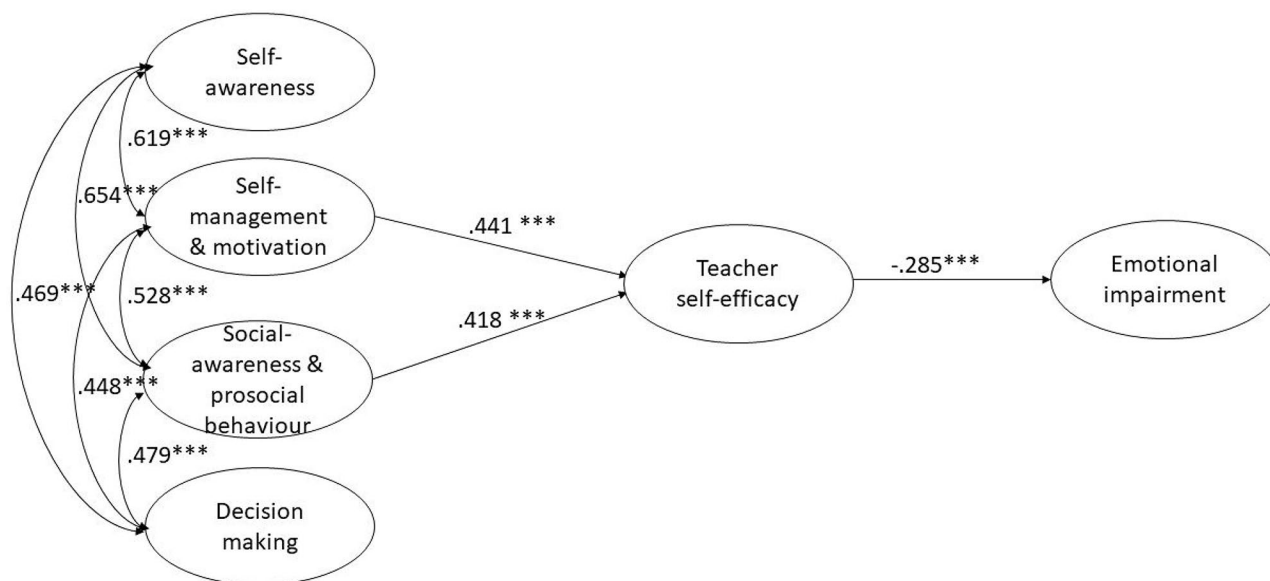 Self-
awareness
.619***
.654***
Self-
management
& motivation
.441 ***
Teacher
self-efficacy
-.285***
Emotional
impairment
.469***
.528***
.418 ***
Social-
awareness &
prosocial
behaviour
.448***
.479***
Decision
making